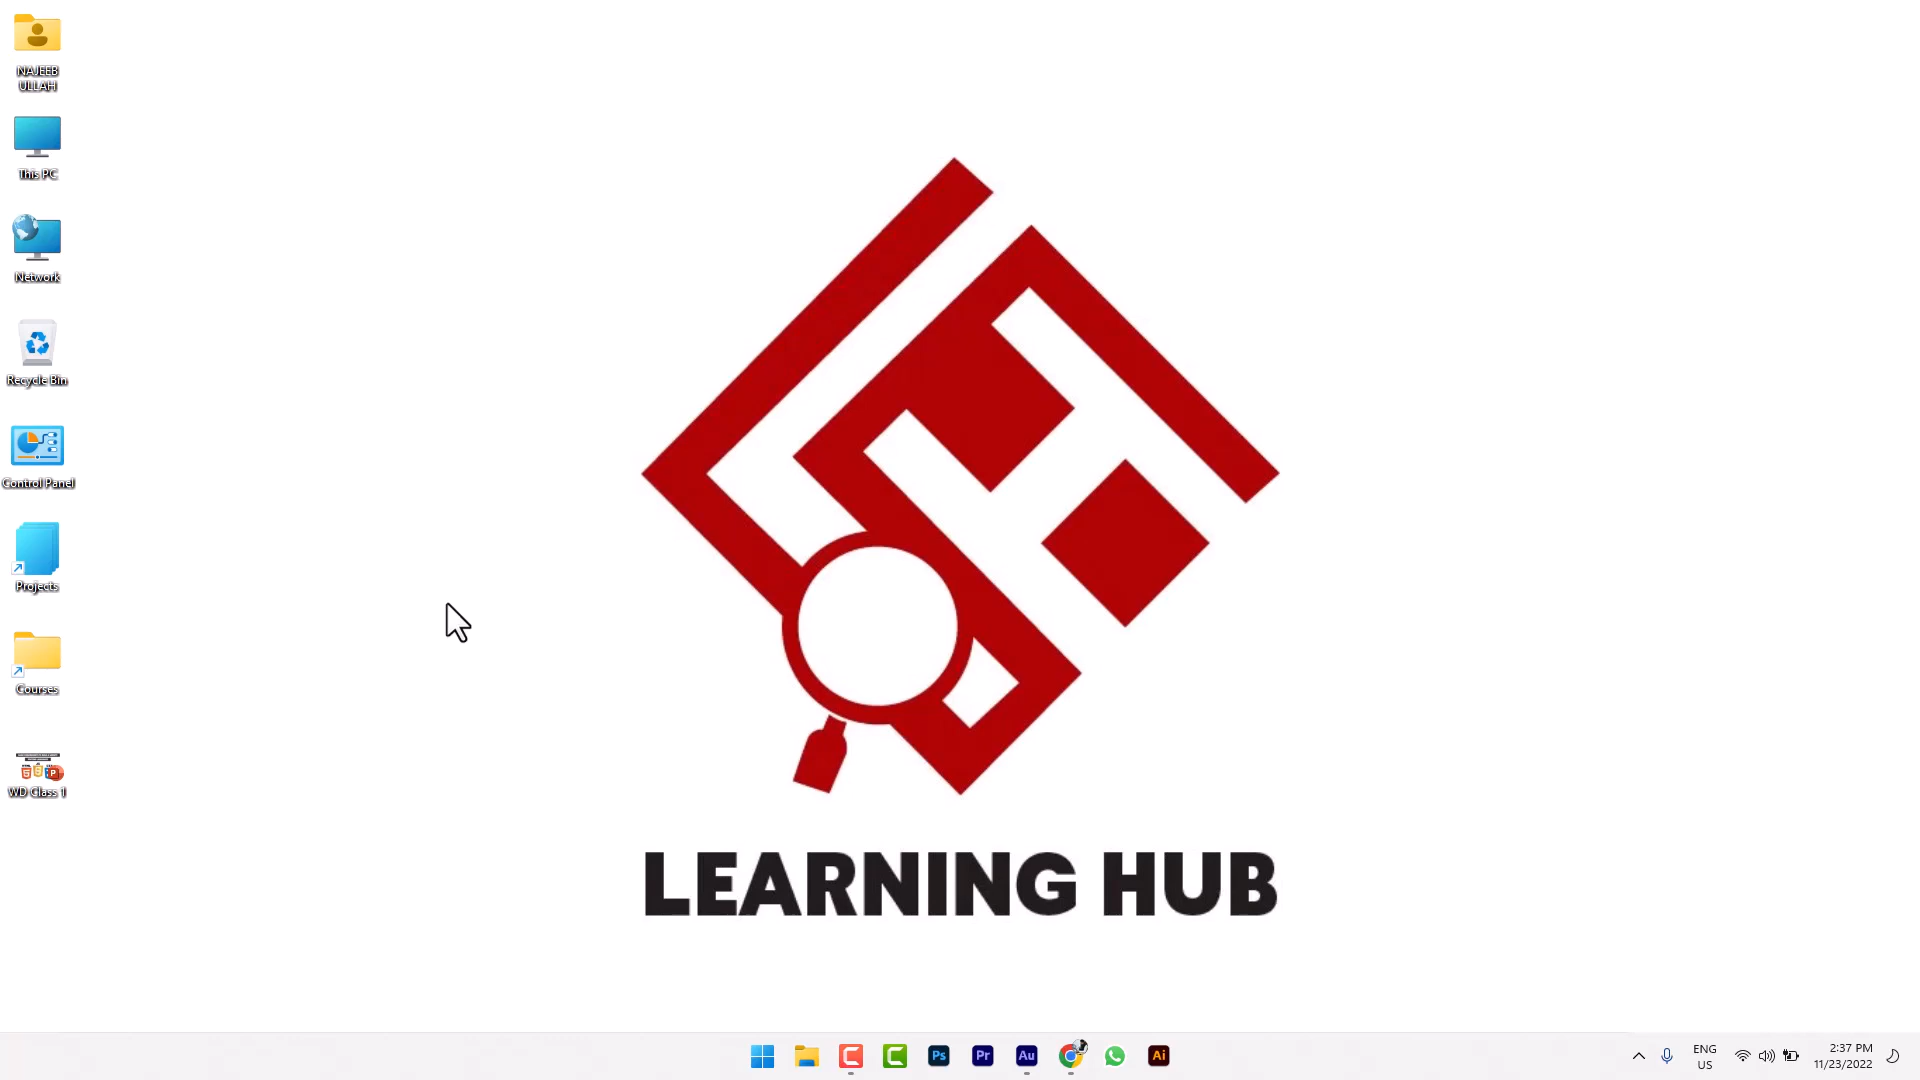 NAJEEB
ULLAH
This PC
Network
Recycle Bin
Control Panel
Projects
Courses
WD Class 1
LEARNING HUB
Ps
Pr
Au
Ai
ENG
US
2:37 PM
11/23/2022